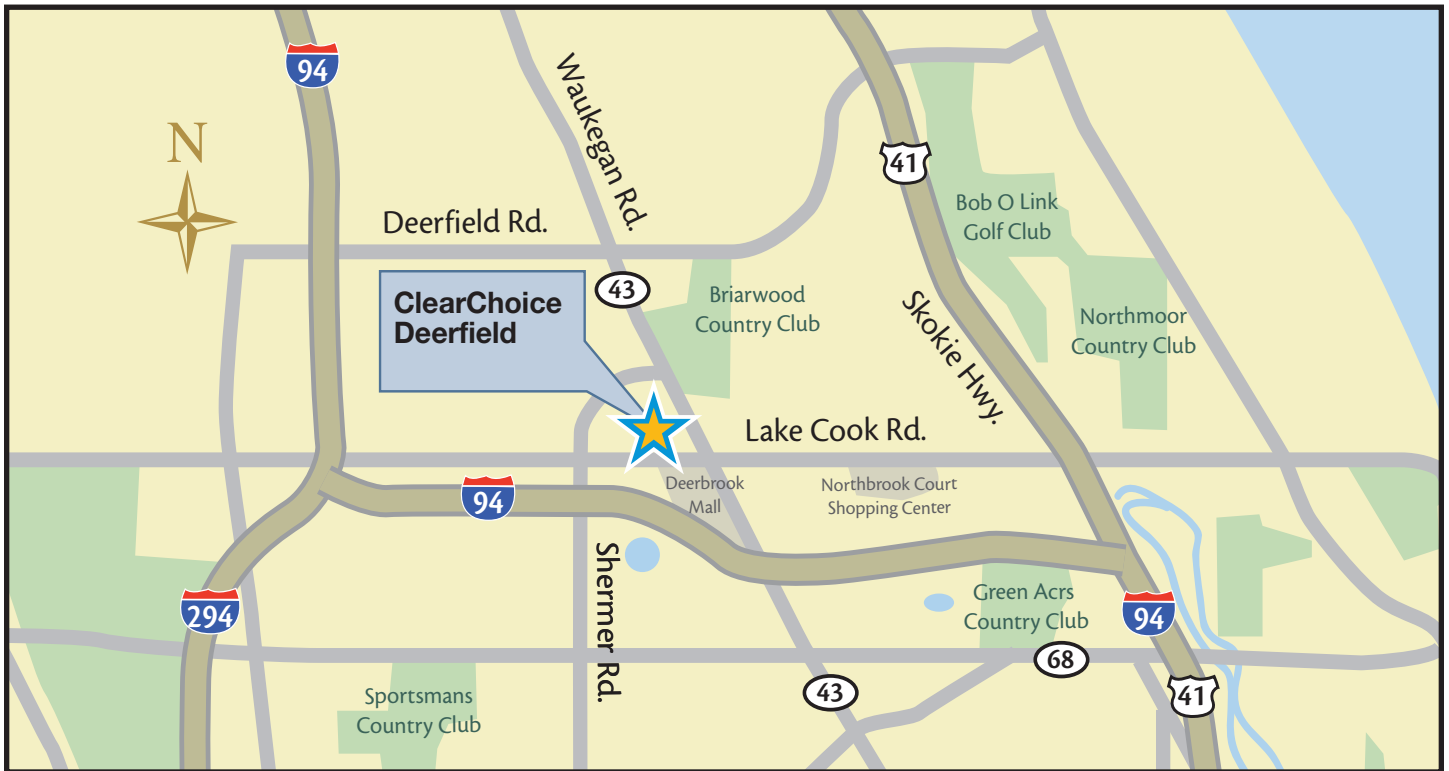 94
Waukegan Rd.
N
41
Deerfield Rd.
Bob O Link
Golf Club
43
ClearChoice
Deerfield
Briarwood
Country Club
Skokie Hwy.
Northmoor
Country Club
Lake Cook Rd.
Deerbrook
Mall
Northbrook Court
Shopping Center
94
Shermer Rd.
294
Green Acrs
Country Club
94
68
43
41
Sportsmans
Country Club